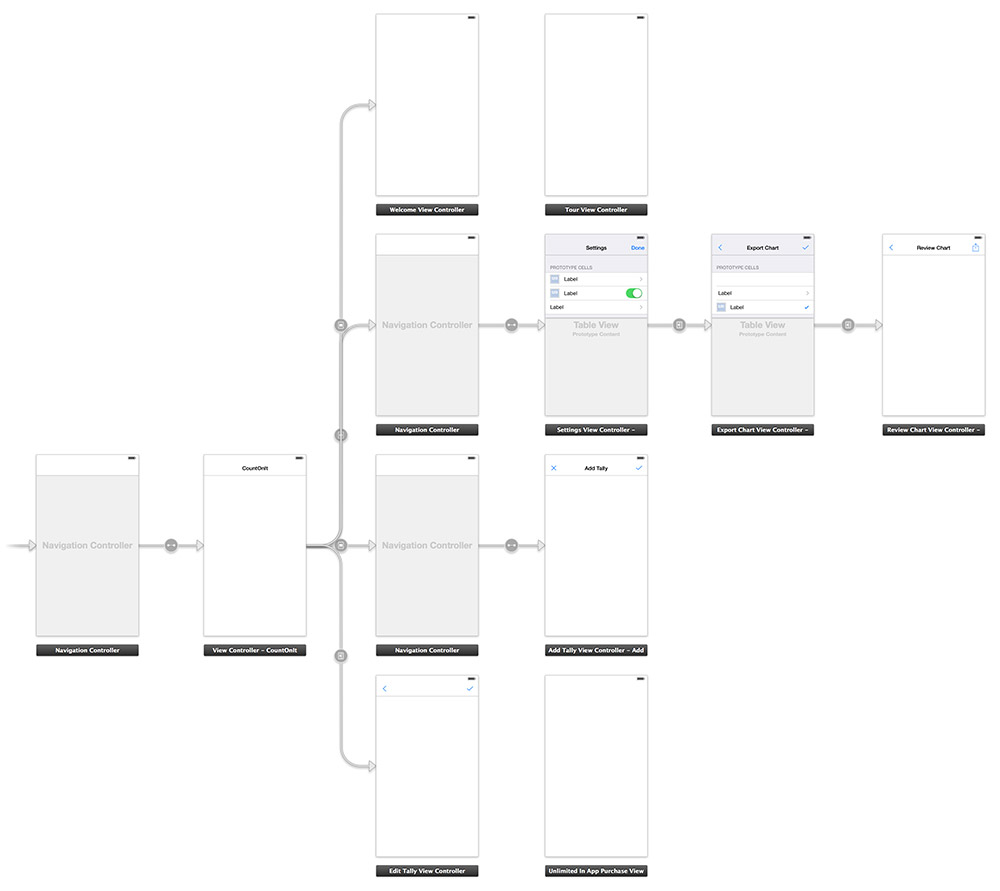 Welcome View Controller
Tour View Controller
Navigation Controller
Navigation Controller
Settings
Done
PROTOTYPE CELLS
Label
Label
Label
Table View
Prototype Content
Settings View Controller –
Export Chart
PROTOTYPE CELLS
Label
Label
Table View
Prototype Content
Export Chart View Controller –
Review Chart
Review Chart View Controller –
Navigation Controller
Navigation Controller
CountOnIt
View Controller – CountOnIt
Navigation Controller
Navigation Controller
Add Tally
Add Tally View Controller – Add
Edit Tally View Controller
Unlimited In App Purchase View